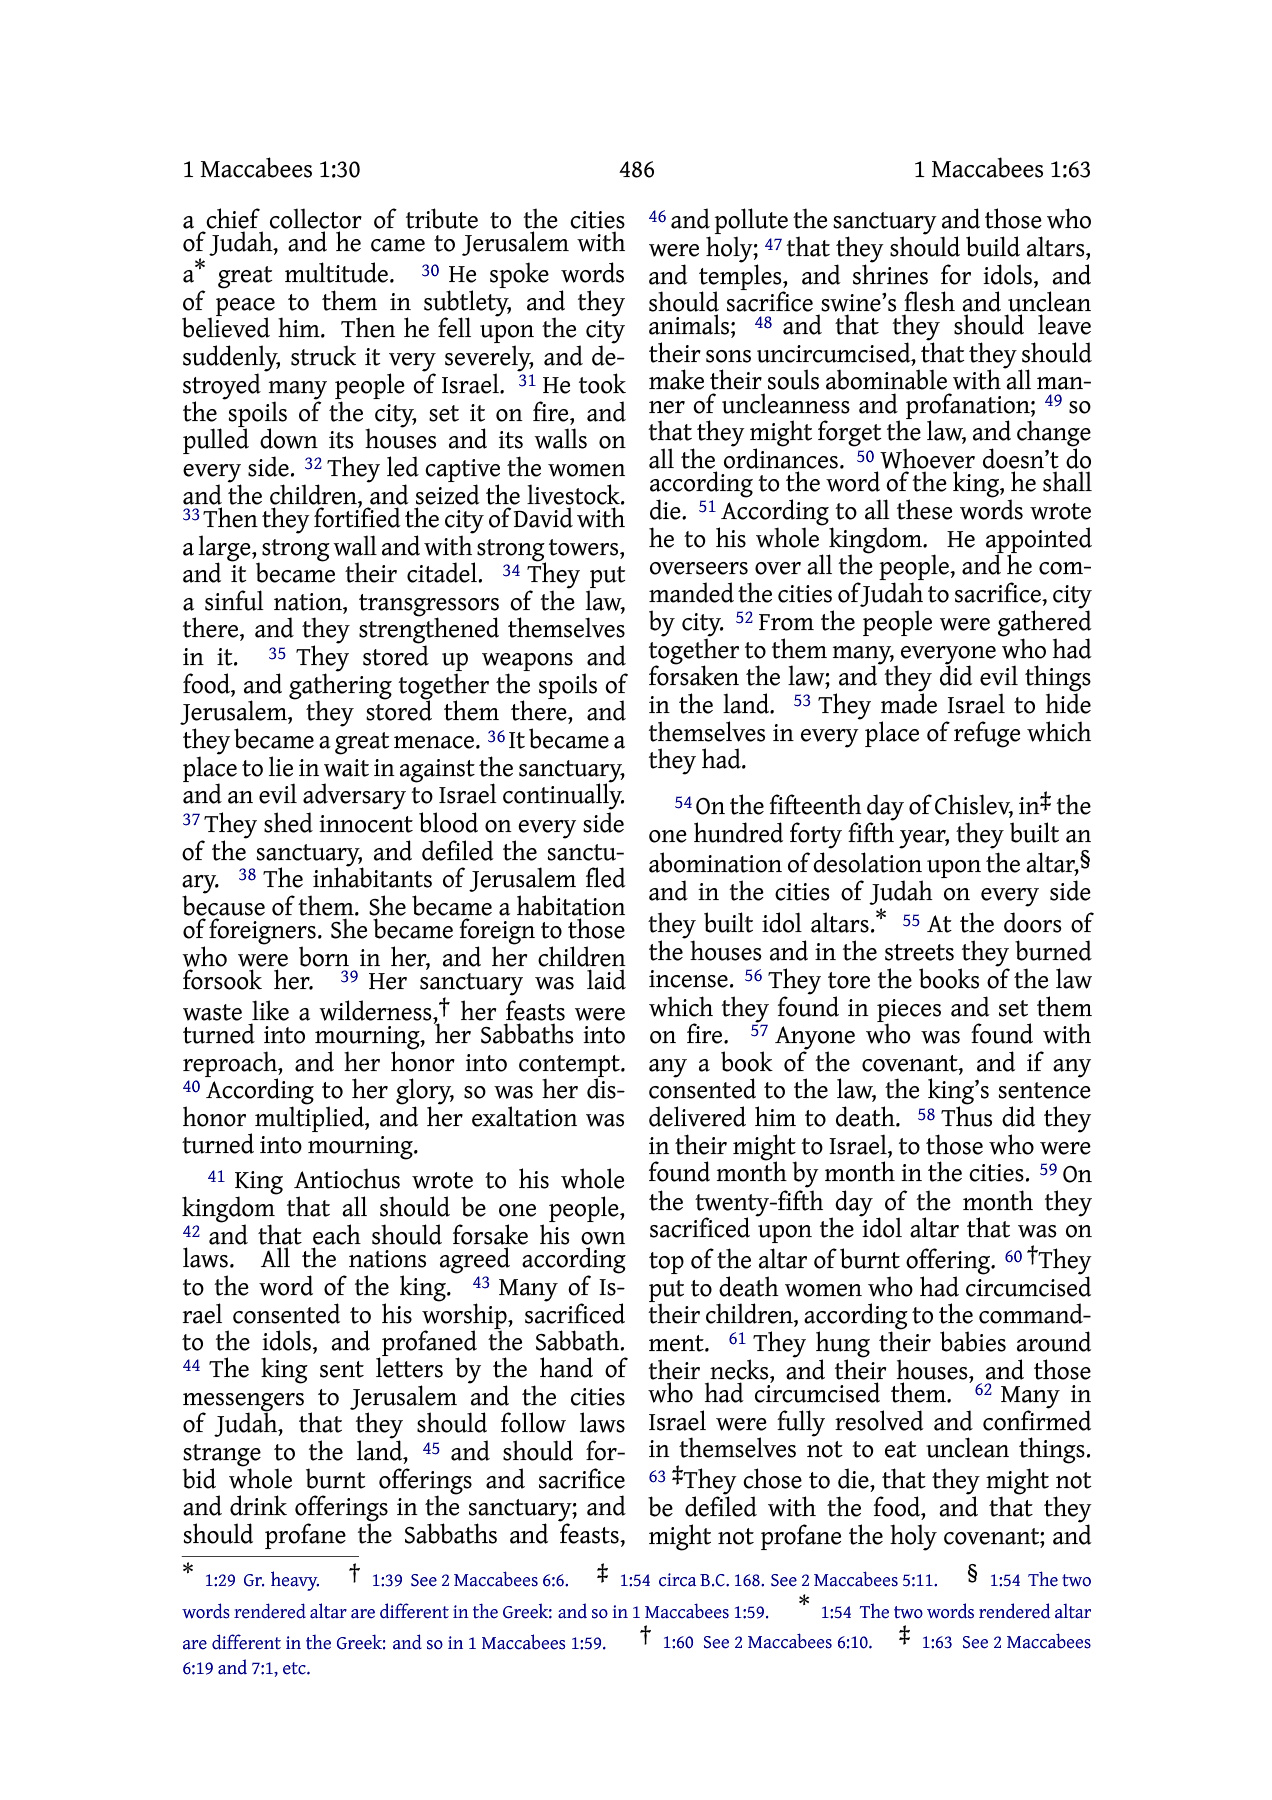 1 Maccabees 1:30 486 1 Maccabees 1:63
a chief collector of tribute to the cities
of Judah, and he came to Jerusalem with
a* great multitude. 30 He spoke words
of peace to them in subtlety, and they
believed him. Then he fell upon the city
suddenly, struck it very severely, and de-
stroyed many people of Israel. 31 He took
the spoils of the city, set it on fire, and
pulled down its houses and its walls on
every side. 32 They led captive the women
and the children, and seized the livestock.
33 Then they fortified the city of David with
a large, strong wall and with strong towers,
and it became their citadel. 34 They put
a sinful nation, transgressors of the law,
there, and they strengthened themselves
in it. 35 They stored up weapons and
food, and gathering together the spoils of
Jerusalem, they stored them there, and
they became a great menace. 36 It became a
place to lie in wait in against the sanctuary,
and an evil adversary to Israel continually.
37 They shed innocent blood on every side
of the sanctuary, and defiled the sanctu-
ary. 38 The inhabitants of Jerusalem fled
because of them. She became a habitation
of foreigners. She became foreign to those
who were born in her, and her children
forsook her. 39 Her sanctuary was laid
waste like a wilderness,† her feasts were
turned into mourning, her Sabbaths into
reproach, and her honor into contempt.
40 According to her glory, so was her dis-
honor multiplied, and her exaltation was
turned into mourning.
41 King Antiochus wrote to his whole
kingdom that all should be one people,
42 and that each should forsake his own
laws. All the nations agreed according
to the word of the king. 43 Many of Is-
rael consented to his worship, sacrificed
to the idols, and profaned the Sabbath.
44 The king sent letters by the hand of
messengers to Jerusalem and the cities
of Judah, that they should follow laws
strange to the land, 45 and should for-
bid whole burnt offerings and sacrifice
and drink offerings in the sanctuary; and
should profane the Sabbaths and feasts,
46 and pollute the sanctuary and those who
were holy; 47 that they should build altars,
and temples, and shrines for idols, and
should sacrifice swine's flesh and unclean
animals; 48 and that they should leave
their sons uncircumcised, that they should
make their souls abominable with all man-
ner of uncleanness and profanation; 49 so
that they might forget the law, and change
all the ordinances. 50 Whoever doesn't do
according to the word of the king, he shall
die. 51 According to all these words wrote
he to his whole kingdom. He appointed
overseers over all the people, and he com-
manded the cities of Judah to sacrifice, city
by city. 52 From the people were gathered
together to them many, everyone who had
forsaken the law; and they did evil things
in the land. 53 They made Israel to hide
themselves in every place of refuge which
they had.
54 On the fifteenth day of Chislev, in‡ the
one hundred forty fifth year, they built an
abomination of desolation upon the altar,§
and in the cities of Judah on every side
they built idol altars.* 55 At the doors of
the houses and in the streets they burned
incense. 56 They tore the books of the law
which they found in pieces and set them
on fire. 57 Anyone who was found with
any a book of the covenant, and if any
consented to the law, the king's sentence
delivered him to death. 58 Thus did they
in their might to Israel, to those who were
found month by month in the cities. 59 On
the twenty-fifth day of the month they
sacrificed upon the idol altar that was on
top of the altar of burnt offering. 60 †They
put to death women who had circumcised
their children, according to the command-
ment. 61 They hung their babies around
their necks, and their houses, and those
who had circumcised them. 62 Many in
Israel were fully resolved and confirmed
in themselves not to eat unclean things.
63 ‡They chose to die, that they might not
be defiled with the food, and that they
might not profane the holy covenant; and
* 1:29 Gr. heavy. † 1:39 See 2 Maccabees 6:6. ‡ 1:54 circa B.C. 168. See 2 Maccabees 5:11. § 1:54 The two
words rendered altar are different in the Greek: and so in 1 Maccabees 1:59. * 1:54 The two words rendered altar
are different in the Greek: and so in 1 Maccabees 1:59. † 1:60 See 2 Maccabees 6:10. ‡ 1:63 See 2 Maccabees
6:19 and 7:1, etc.